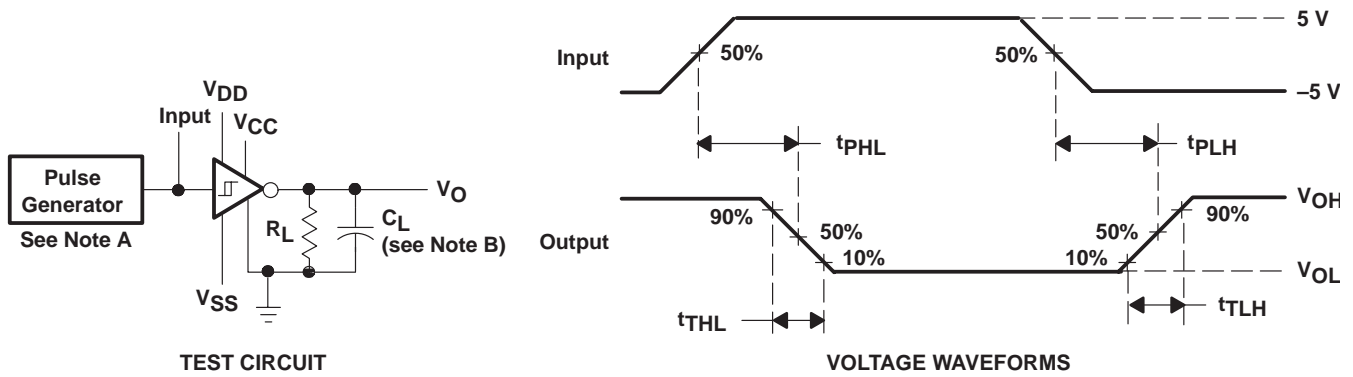 Input
VDD
VCC
Pulse
Generator
See Note A
VSS
RL
CL
(see Note B)
VO
TEST CIRCUIT
Input
50%
50%
5 V
–5 V
tPHL
tPLH
Output
90%
50%
10%
10%
50%
90%
VOH
VOL
tTHL
tTLH
VOLTAGE WAVEFORMS